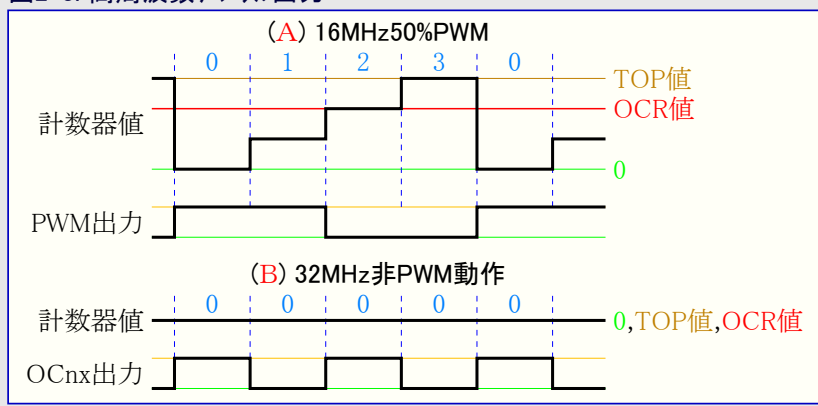 (A) 16MHz50%PWM
0 1 2 3 0
計数器値
TOP値
OCR値
0
PWM出力
(B) 32MHz非PWM動作
0 0 0 0 0
計数器値
0,TOP値,OCR値
OCnx出力